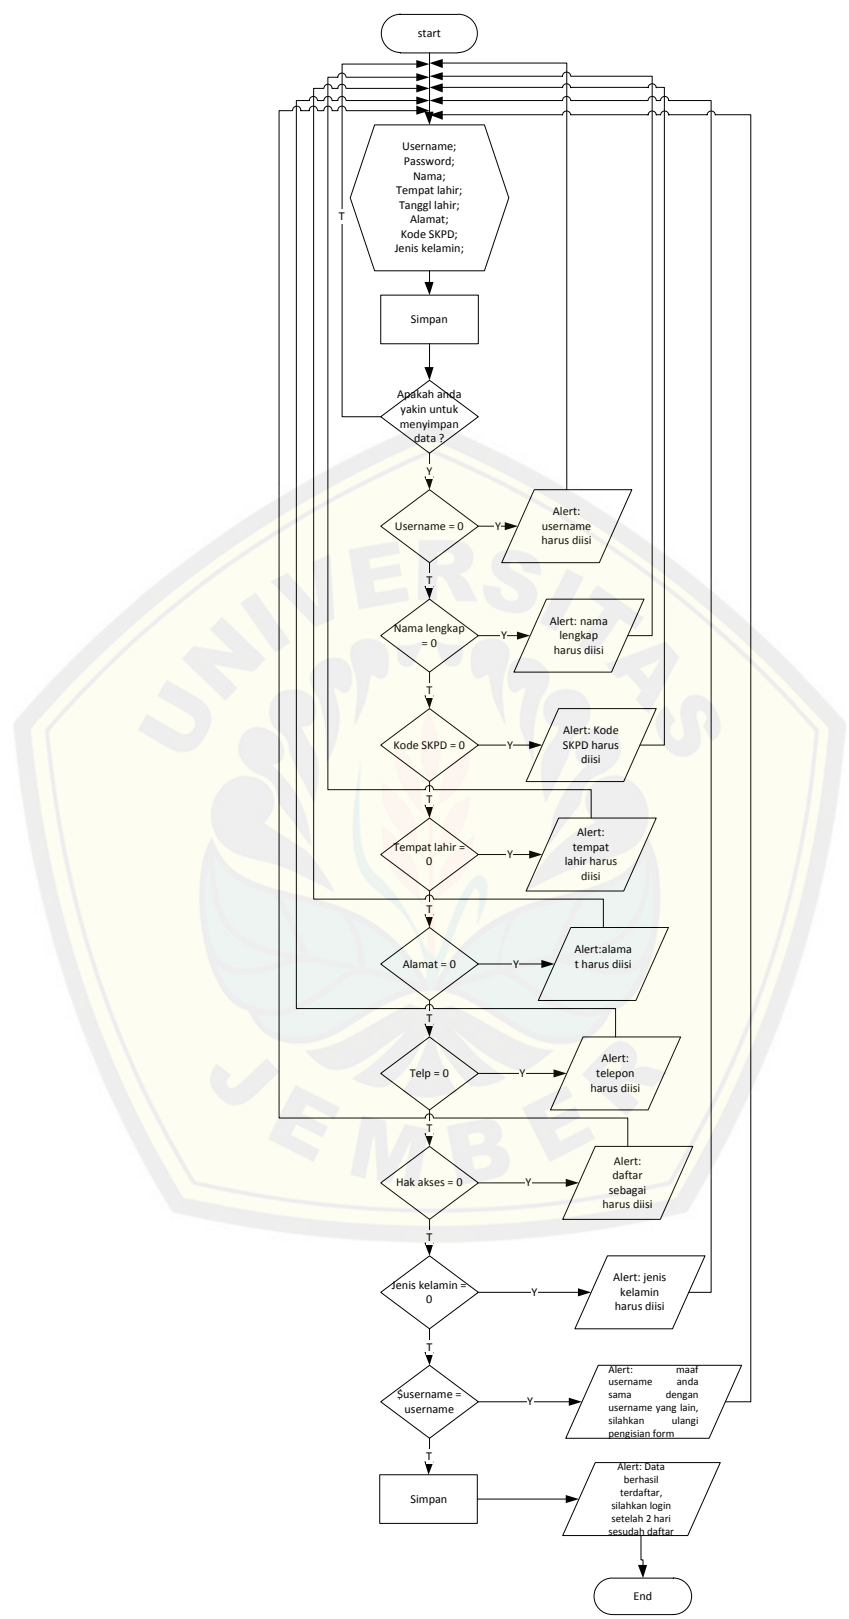 start
Username;
Password;
Nama;
Tempat lahir;
Tanggl lahir;
Alamat;
Kode SKPD;
Jenis kelamin;
T
Simpan
Apakah anda
yakin untuk
menyimpan
data ?
Y
Username = 0
Y
Alert:
username
harus diisi
T
Nama lengkap
= 0
Y
Alert: nama
lengkap
harus diisi
T
Kode SKPD = 0
Y
Alert: Kode
SKPD harus
diisi
T
Tempat lahir =
0
Y
Alert:
tempat
lahir harus
diisi
T
Alamat = 0
Y
Alert:alama
t harus diisi
T
Telp = 0
Y
Alert:
telepon
harus diisi
T
Hak akses = 0
Y
Alert:
daftar
sebagai
harus diisi
T
Jenis kelamin =
0
Y
Alert: jenis
kelamin
harus diisi
T
$username =
username
Y
Alert: maaf
username anda
sama dengan
username yang lain,
silahkan ulangi
pengisian form
T
Simpan
Alert: Data
berhasil
terdaftar,
silahkan login
setelah 2 hari
sesudah daftar
End
UNIVERSITAS
JEMBER